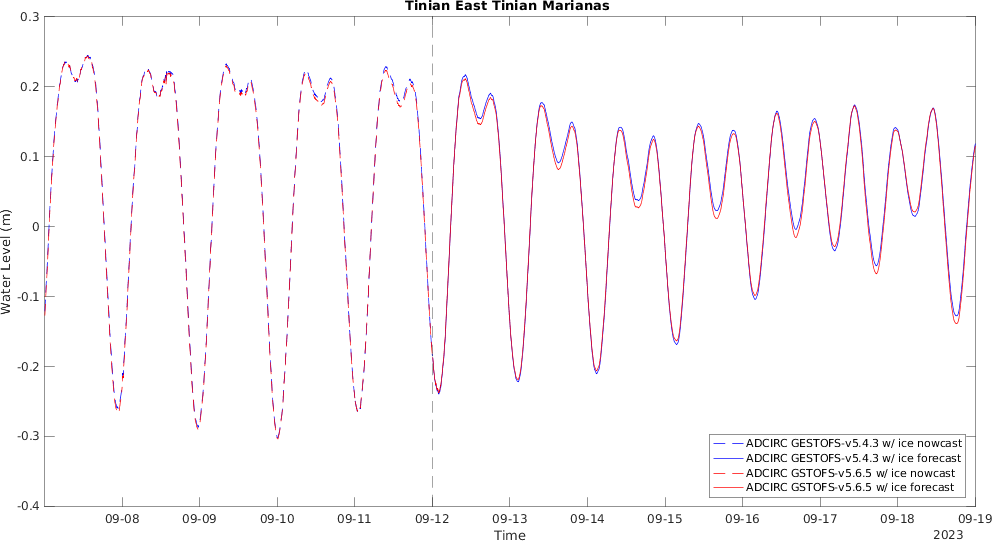 Tinian East Tinian Marianas
0.3
0.2
0.1
0
-0.1
-0.2
-0.3
-0.4
Water Level (m)
ADCIRC GESTOFS-v5.4.3 w/ ice nowcast
ADCIRC GESTOFS-v5.4.3 w/ ice forecast
ADCIRC GSTOFS-v5.6.5 w/ ice nowcast
ADCIRC GSTOFS-v5.6.5 w/ ice forecast
09-08 09-09 09-10 09-11 09-12 09-13 09-14 09-15 09-16 09-17 09-18 09-19
Time
2023